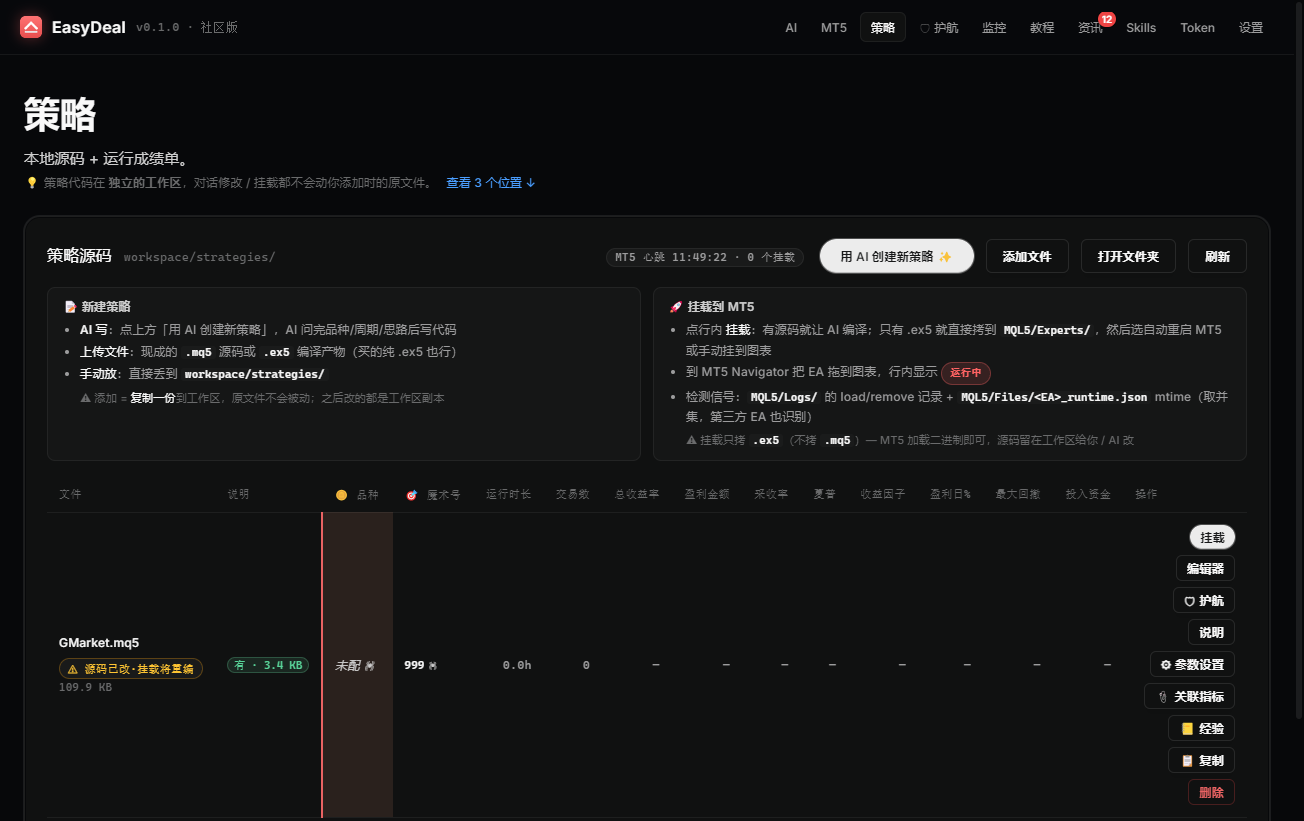 EasyDeal v0.1.0 · 社区版
AI MT5 策略 护航 监控 教程 资讯 12 Skills Token 设置
策略
本地源码 + 运行成绩单。
💡 策略代码在 独立的工作区，对话修改 / 挂载都不会动你添加时的原文件。 查看 3 个位置 ↓
策略源码 workspace/strategies/ MT5 心跳 11:49:22 · 0 个挂载 用 AI 创建新策略 ✨ 添加文件 打开文件夹 刷新
📝 新建策略
• AI 写：点上方「用 AI 创建新策略」，AI 问完品种/周期/思路后写代码
• 上传文件：现成的 .mq5 源码或 .ex5 编译产物（买的纯 .ex5 也行）
• 手动放：直接丢到 workspace/strategies/
⚠ 添加 = 复制一份到工作区，原文件不会被动；之后改的都是工作区副本
🚀 挂载到 MT5
• 点行内 挂载：有源码就让 AI 编译；只有 .ex5 就直接拷到 MQL5/Experts/，然后选自动重启 MT5
或手动挂到图表
• 到 MT5 Navigator 把 EA 拖到图表，行内显示 运行中
• 检测信号：MQL5/Logs/ 的 load/remove 记录 + MQL5/Files/<EA>_runtime.json mtime（取并
集，第三方 EA 也识别）
⚠ 挂载只拷 .ex5 （不拷 .mq5 ）— MT5 加载二进制即可，源码留在工作区给你 / AI 改
文件 说明 品种 🎯 魔术号 运行时长 交易数 总收益率 盈利金额 采收率 夏普 收益因子 盈利日% 最大回撤 投入资金 操作
GMarket.mq5
⚠ 源码已改·挂载将重编
109.9 KB
有 · 3.4 KB
未配
999
0.0h
0
— — — — — — — —
挂载
编辑器
护航
说明
⚙ 参数设置
关联指标
📒 经验
📋 复制
删除